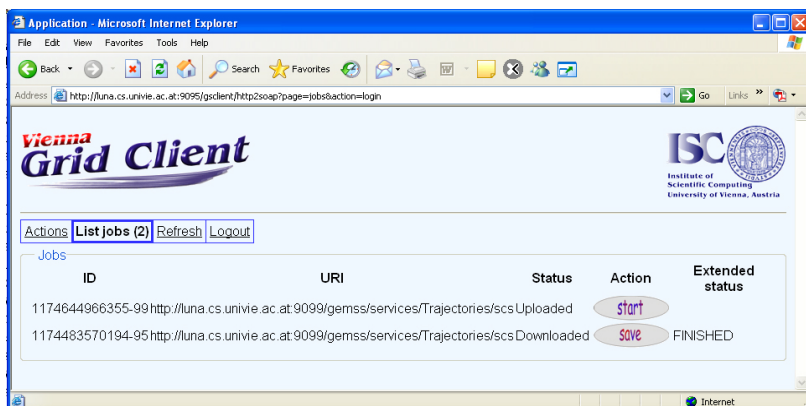 Application - Microsoft Internet Explorer
File Edit View Favorites Tools Help
Back Search Favorites
Address http://luna.cs.univie.ac.at:9095/gsclient/http2soap?page=jobs&action=login Go Links »
Vienna
Grid Client
ISC
Institute of
Scientific Computing
University of Vienna, Austria
Actions List jobs (2) Refresh Logout
Jobs
ID URI Status Action Extended status
1174644966355-99 http://luna.cs.univie.ac.at:9099/gemss/services/Trajectories/scs Uploaded start
1174483570194-95 http://luna.cs.univie.ac.at:9099/gemss/services/Trajectories/scs Downloaded save FINISHED
Internet